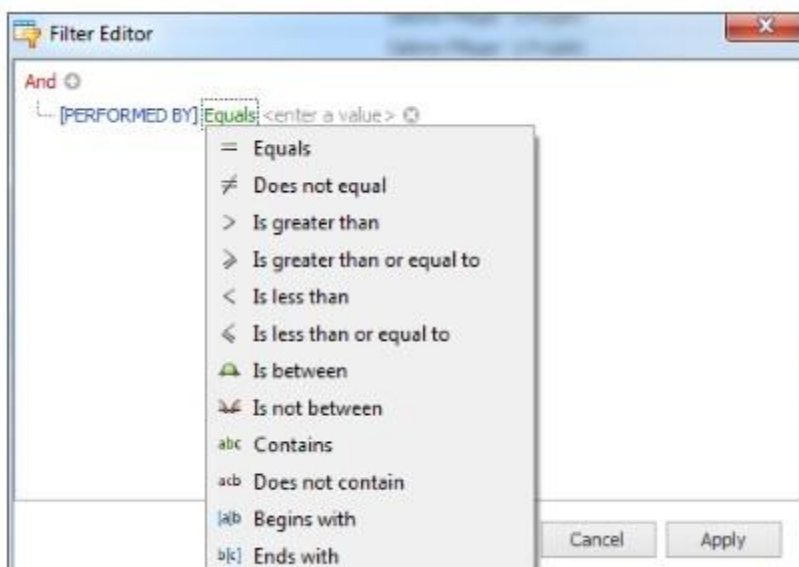 Filter Editor
And
[PERFORMED BY] Equals <enter a value>
= Equals
≠ Does not equal
> Is greater than
⩾ Is greater than or equal to
< Is less than
⩽ Is less than or equal to
Is between
Is not between
abc Contains
acb Does not contain
[a]b Begins with
b[c] Ends with
Cancel Apply